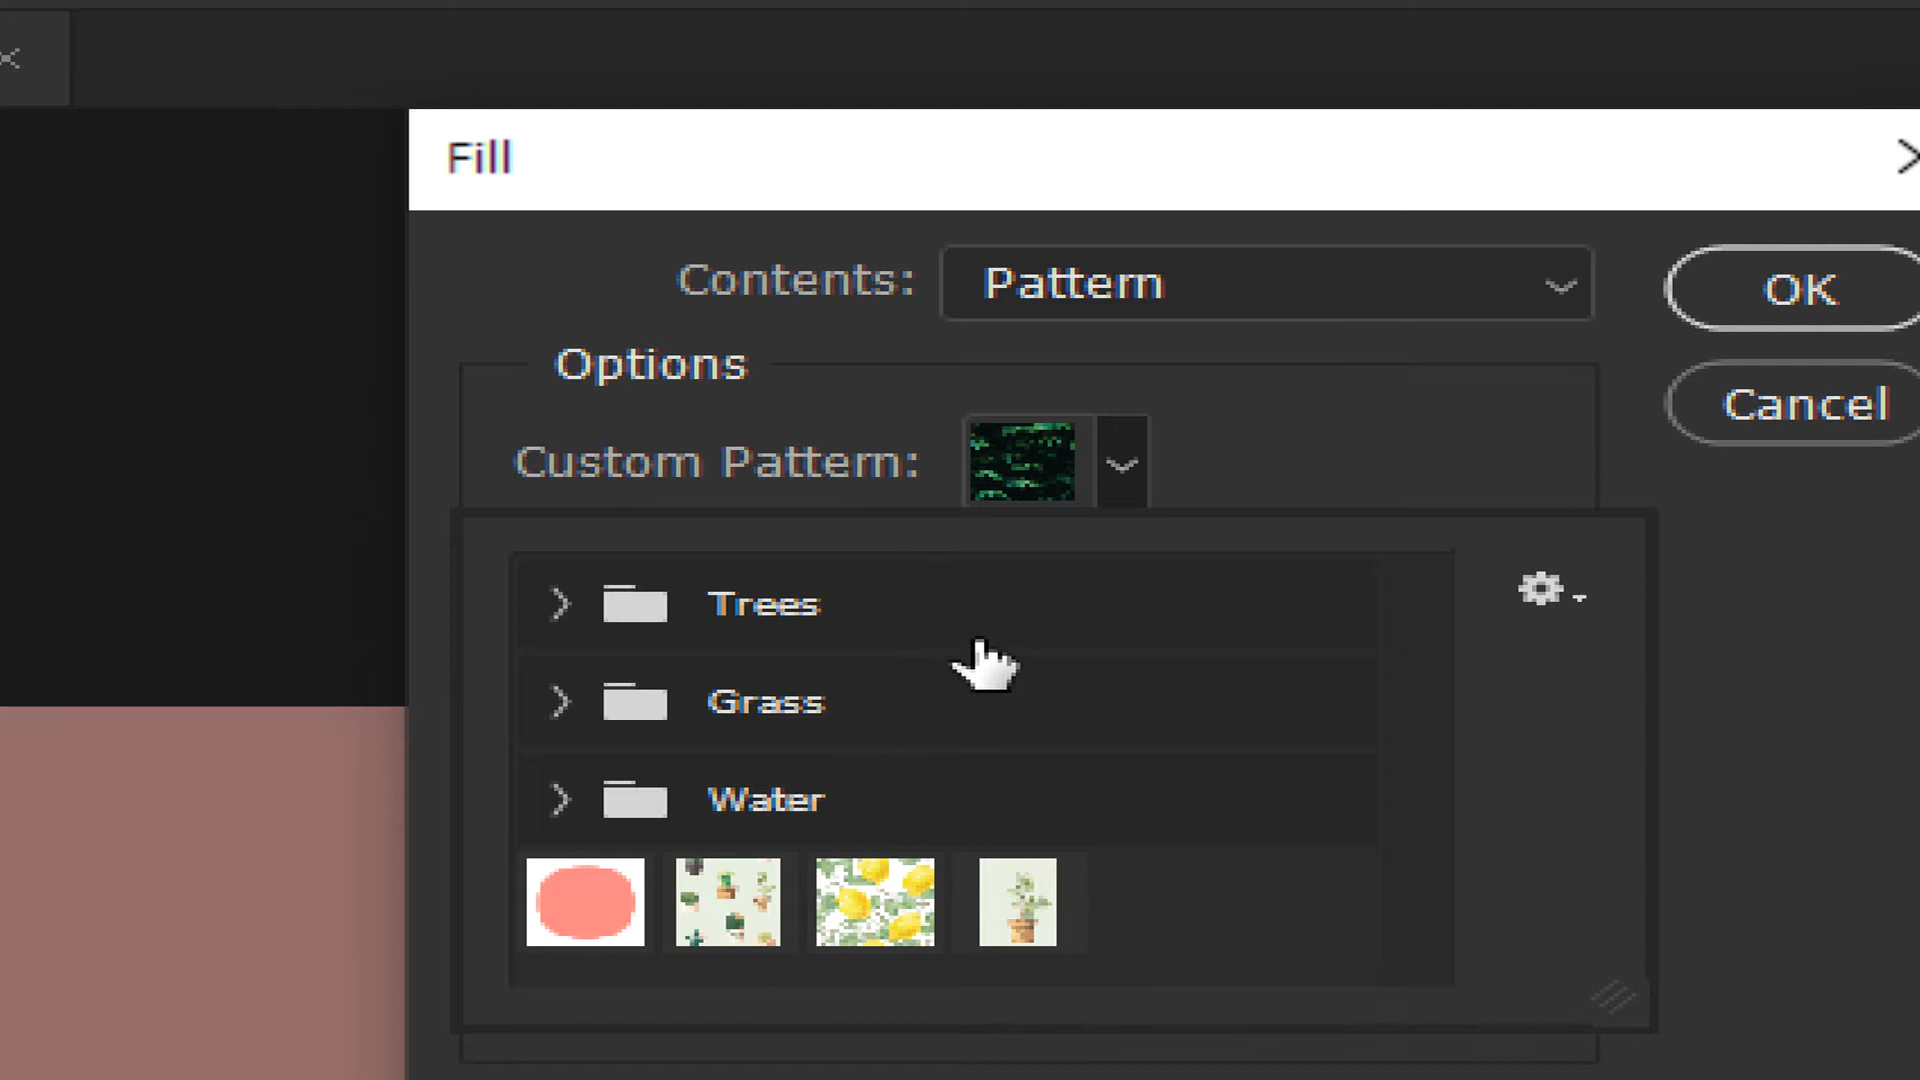 Fill
Contents: Pattern
OK
Options
Cancel
Custom Pattern:
Trees
Grass
Water